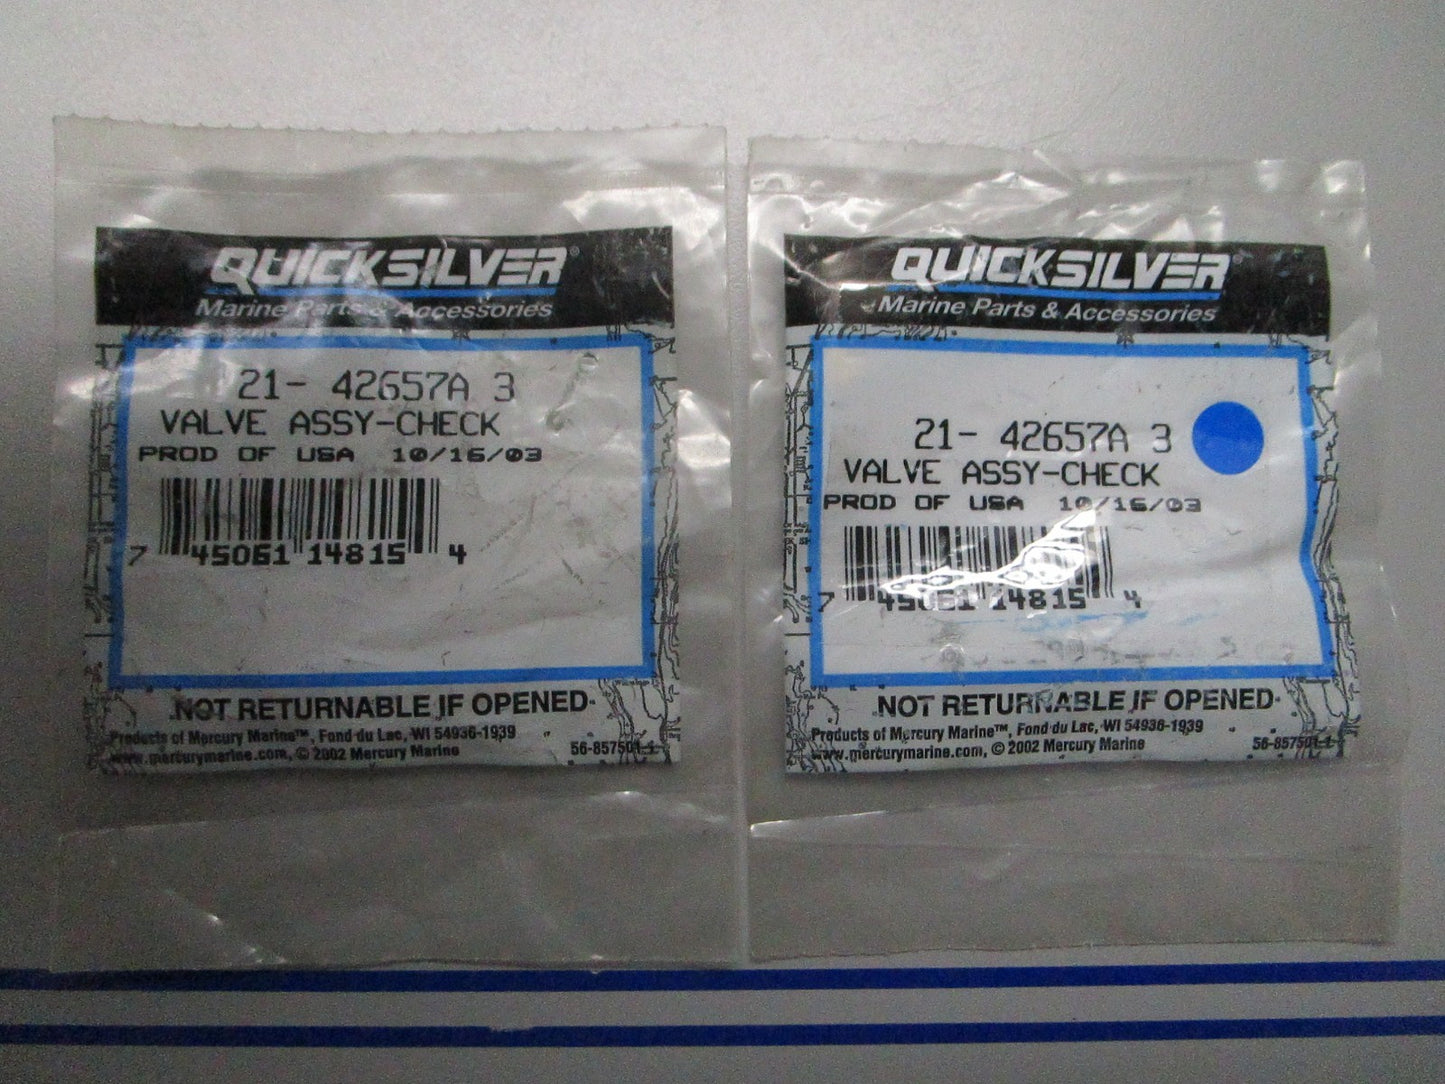 QUICKSILVER®
Marine Parts & Accessories
21- 42657A 3
VALVE ASSY-CHECK
PROD OF USA 10/16/03
7 45061 14815 4
NOT RETURNABLE IF OPENED
Products of Mercury Marine™, Fond du Lac, WI 54936-1939
www.mercurymarine.com, © 2002 Mercury Marine 56-857501-1
QUICKSILVER®
Marine Parts & Accessories
21- 42657A 3
VALVE ASSY-CHECK
PROD OF USA 10/16/03
7 45061 14815 4
NOT RETURNABLE IF OPENED
Products of Mercury Marine™, Fond du Lac, WI 54936-1939
www.mercurymarine.com, © 2002 Mercury Marine 56-857501-1